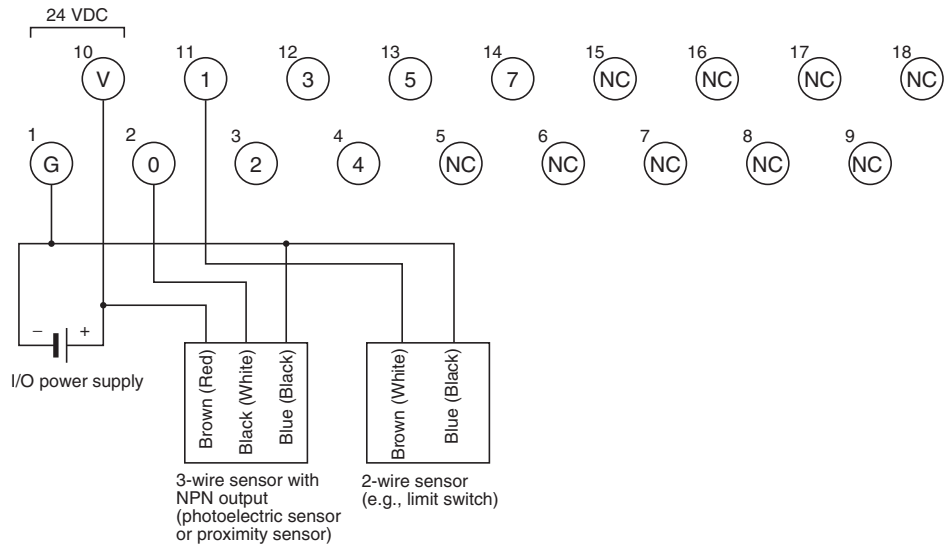 24 VDC
10 11 12 13 14 15 16 17 18
V 1 3 5 7 NC NC NC NC
1 2 3 4 5 6 7 8 9
G 0 2 4 NC NC NC NC NC
− +
I/O power supply
Brown (Red)
Black (White)
Blue (Black)
Brown (White)
Blue (Black)
3-wire sensor with
NPN output
(photoelectric sensor
or proximity sensor)
2-wire sensor
(e.g., limit switch)